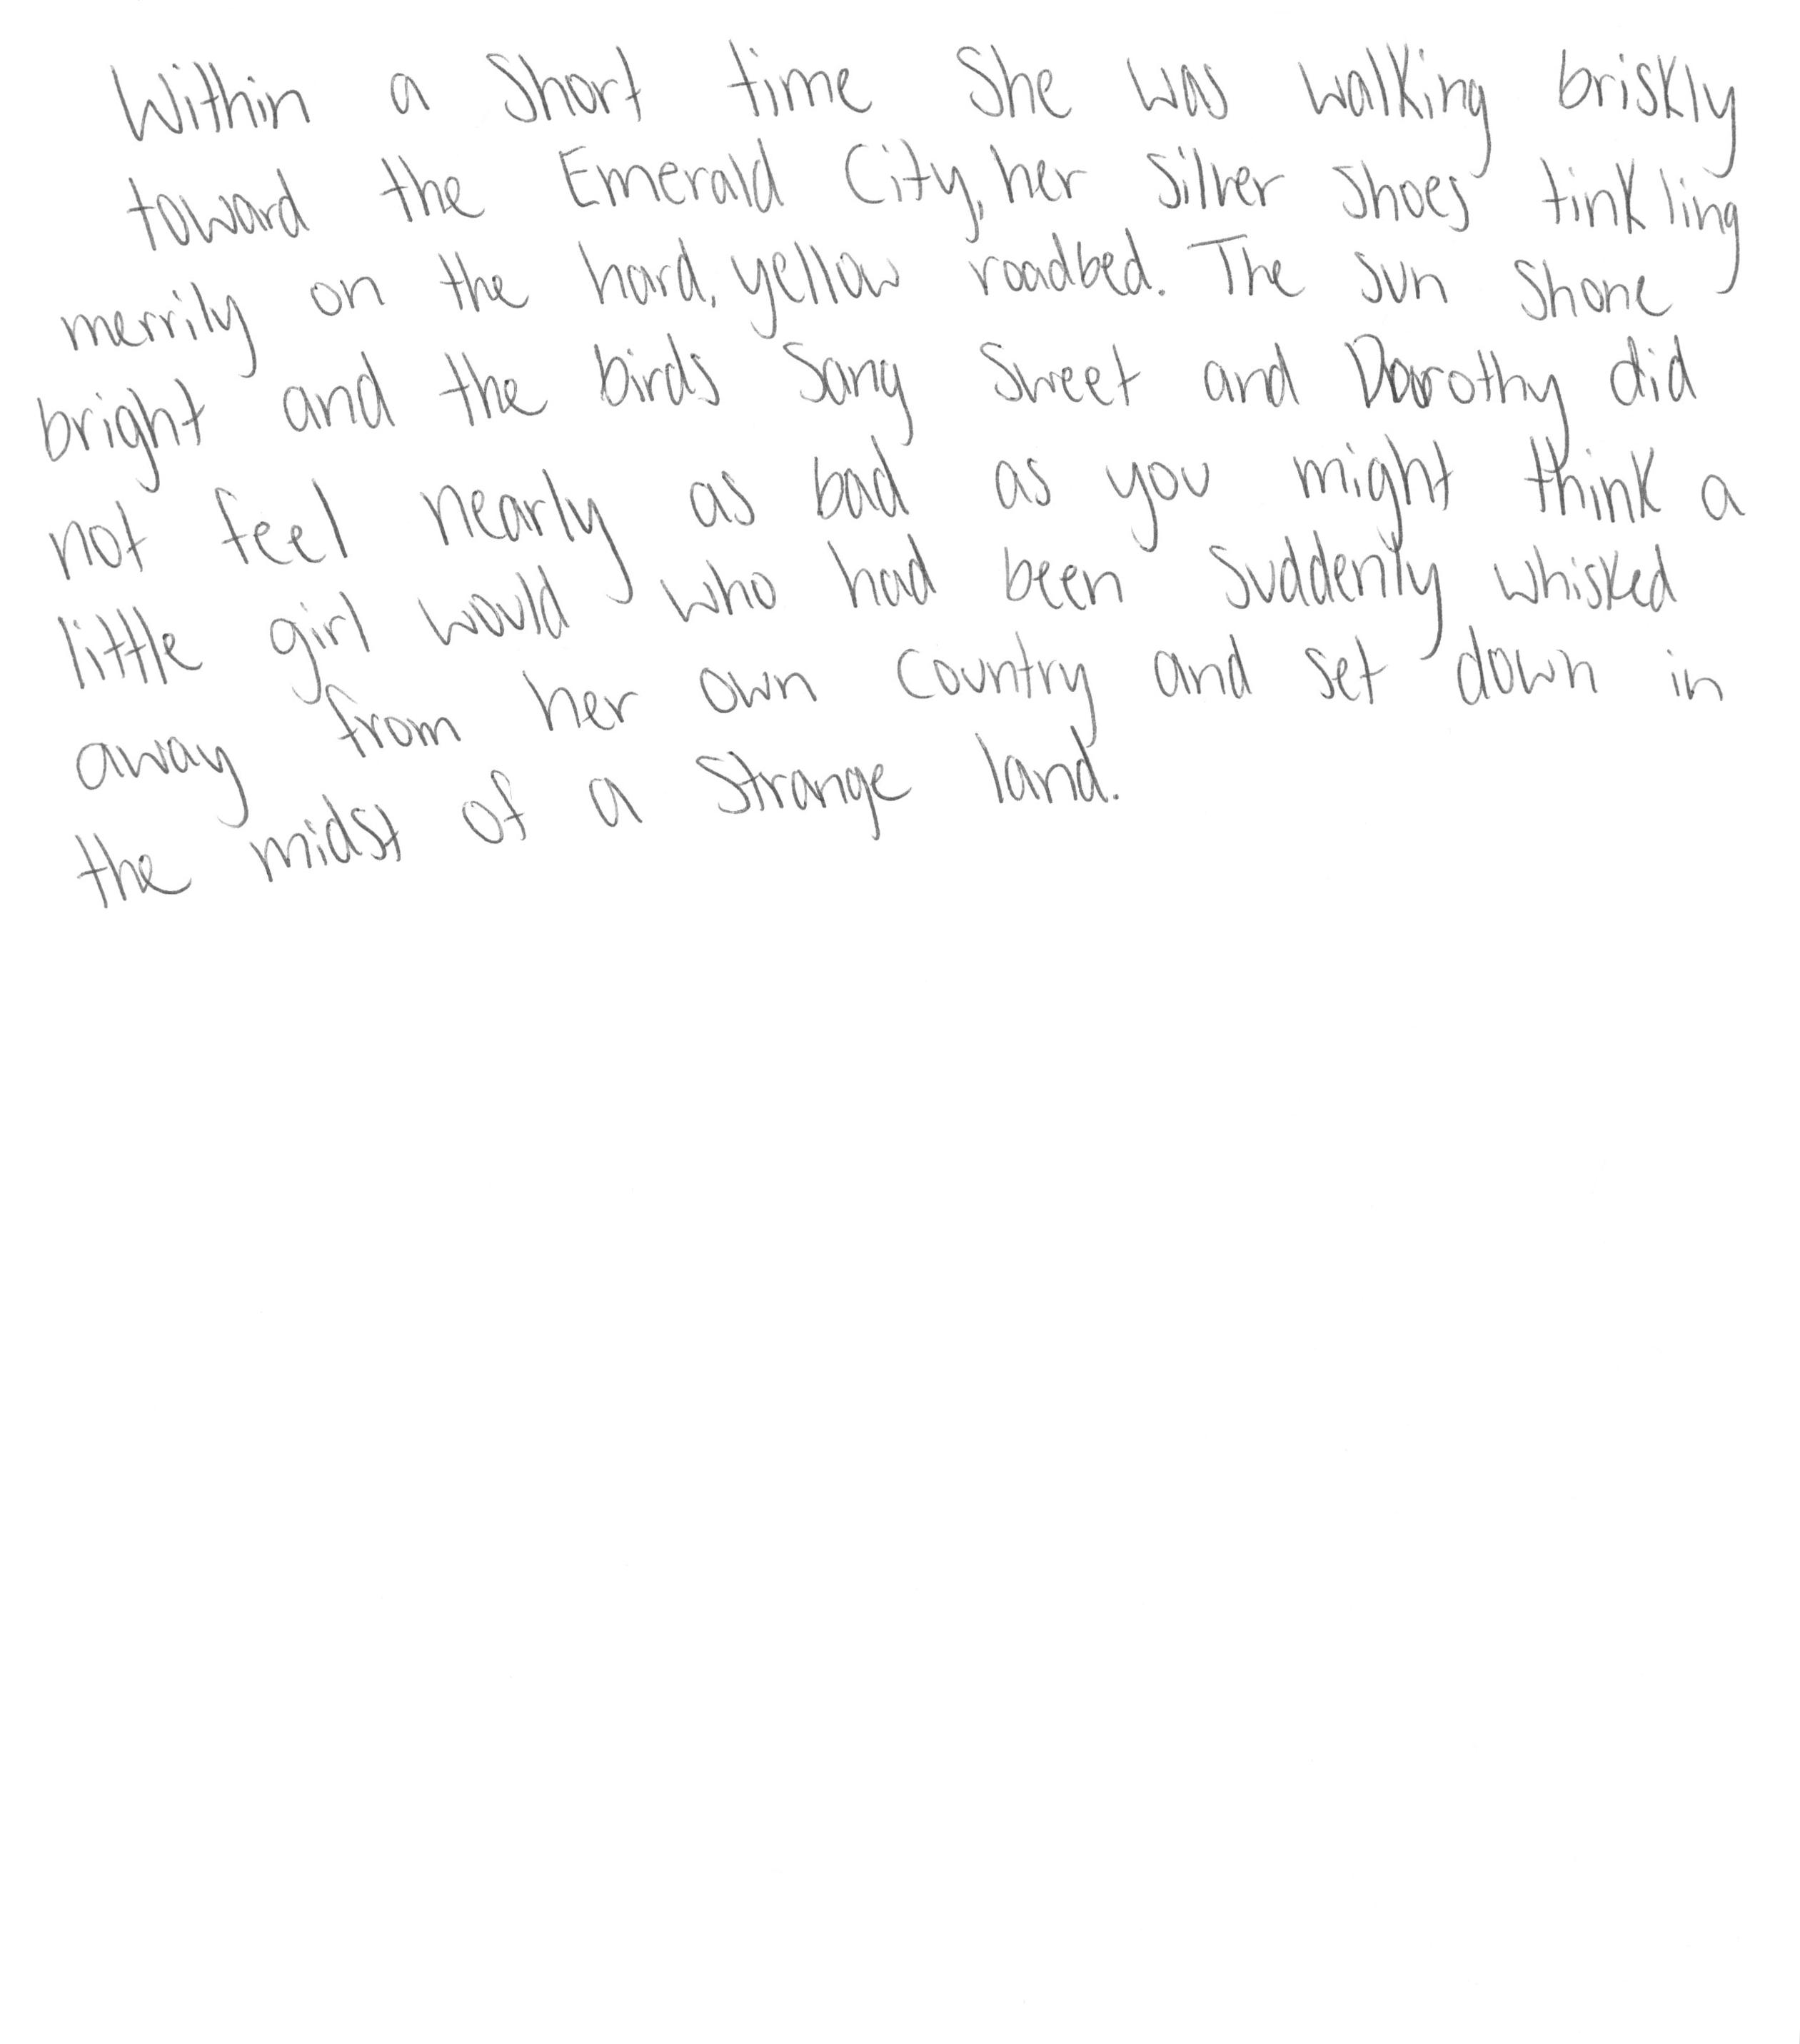 Within a short time she was walking briskly
toward the Emerald City, her silver shoes tinkling
merrily on the hard, yellow roadbed. The sun shone
bright and the birds sang sweet and Dorothy did
not feel nearly as bad as you might think a
little girl would who had been suddenly whisked
away from her own country and set down in
the midst of a strange land.